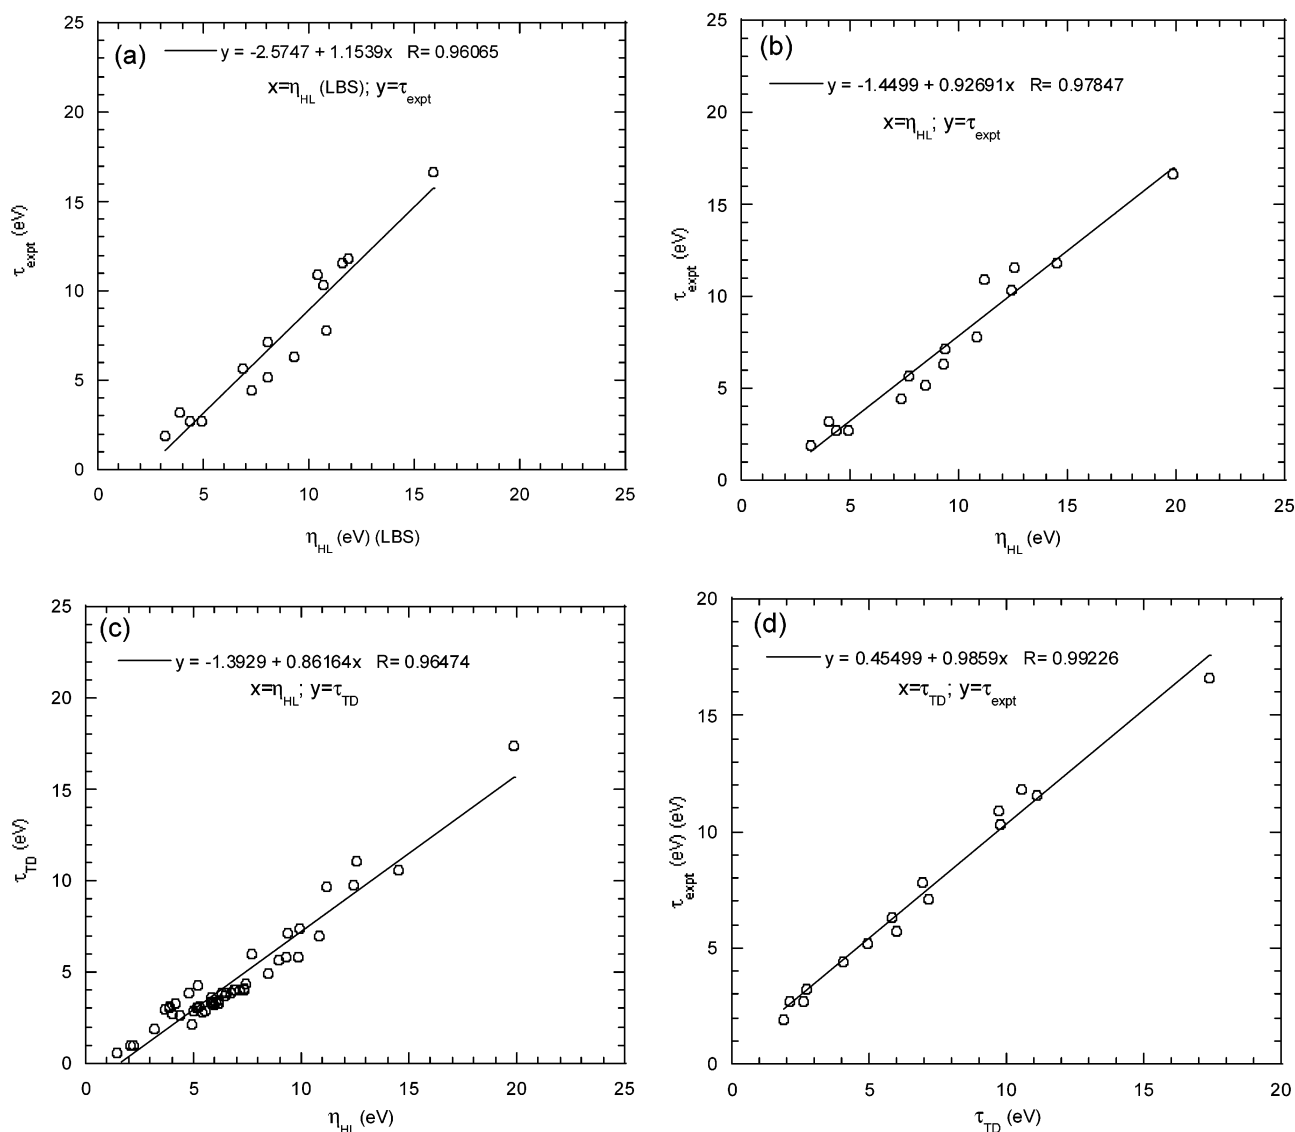 (a)
y = -2.5747 + 1.1539x R= 0.96065
x=η_HL (LBS); y=τ_expt
τ_expt (eV)
25
20
15
10
5
0
0 5 10 15 20 25
η_HL (eV) (LBS)
(b)
y = -1.4499 + 0.92691x R= 0.97847
x=η_HL; y=τ_expt
τ_expt (eV)
25
20
15
10
5
0
0 5 10 15 20 25
η_HL (eV)
(c)
y = -1.3929 + 0.86164x R= 0.96474
x=η_HL; y=τ_TD
τ_TD (eV)
25
20
15
10
5
0
0 5 10 15 20 25
η_HL (eV)
(d)
y = 0.45499 + 0.9859x R= 0.99226
x=τ_TD; y=τ_expt
τ_expt (eV) (eV)
20
15
10
5
0
0 5 10 15 20
τ_TD (eV)